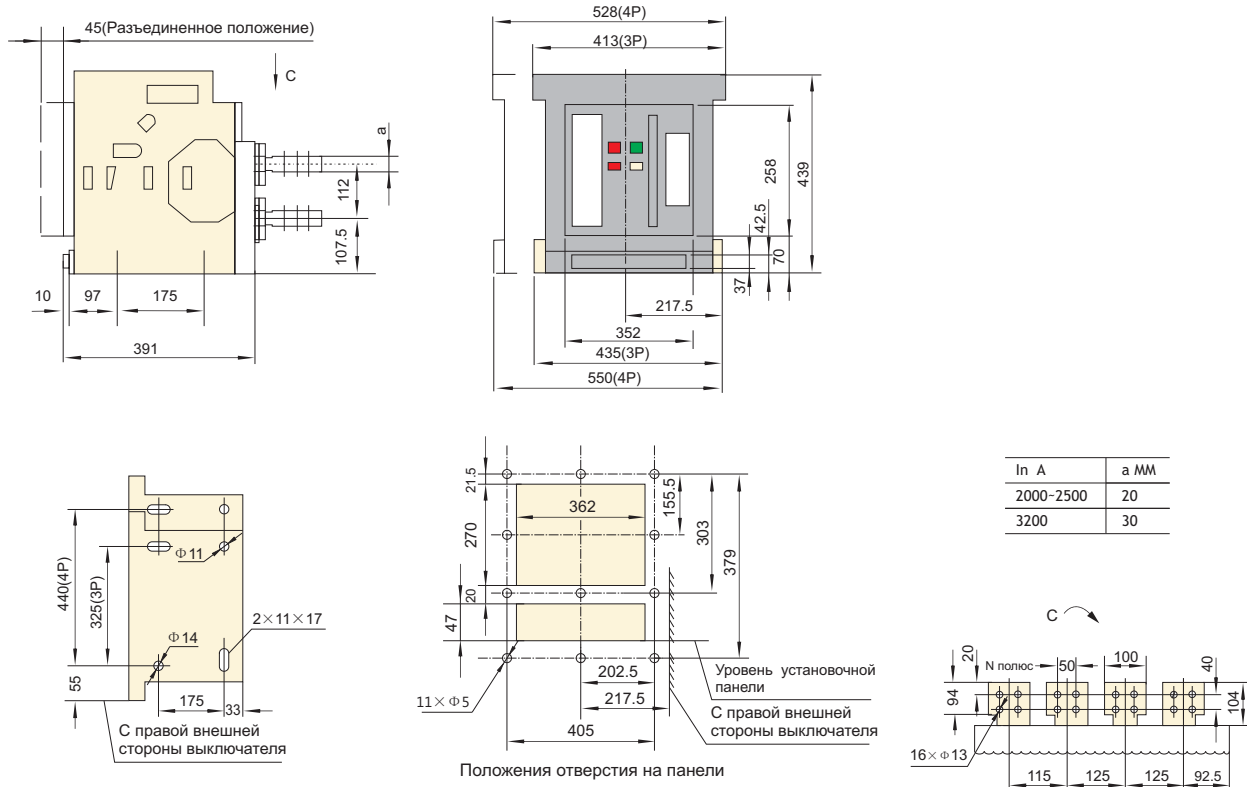 45(Разъединенное положение)
C
a
112
107.5
10
97
175
391
528(4P)
413(3P)
258
439
42.5
70
37
217.5
352
435(3P)
550(4P)
440(4P)
325(3P)
55
Φ11
2×11×17
Φ14
175
33
С правой внешней
стороны выключателя
21.5
270
20
47
362
155.5
303
379
11×Φ5
202.5
217.5
405
Уровень установочной
панели
С правой внешней
стороны выключателя
Положения отверстия на панели
In A a MM
2000-2500 20
3200 30
C
20
94
N полюс
50
100
40
104
16×Φ13
115
125
125
92.5